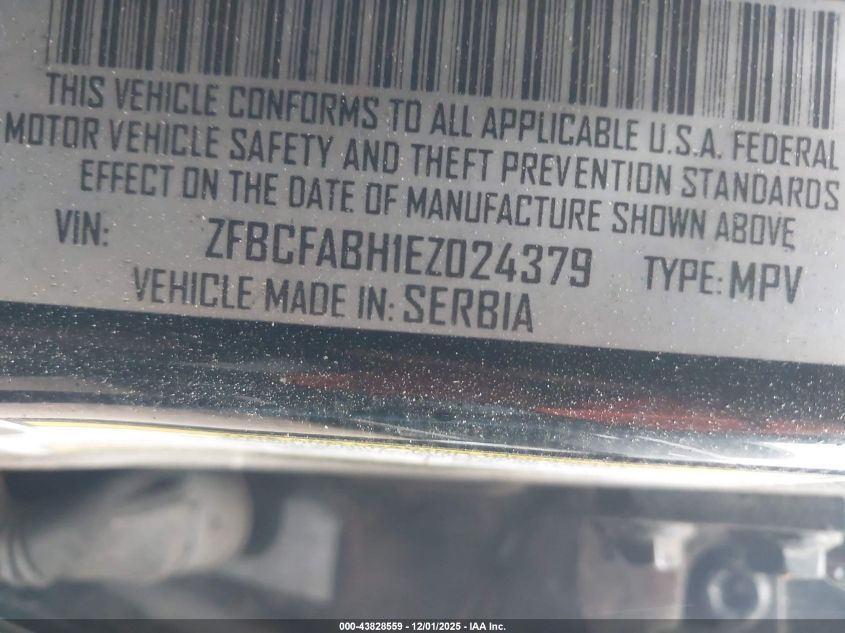 THIS VEHICLE CONFORMS TO ALL APPLICABLE U.S.A. FEDERAL
MOTOR VEHICLE SAFETY AND THEFT PREVENTION STANDARDS
EFFECT ON THE DATE OF MANUFACTURE SHOWN ABOVE
VIN: ZFBCFABH1EZ024379 TYPE: MPV
VEHICLE MADE IN: SERBIA
000-43828559 - 12/01/2025 - IAA Inc.